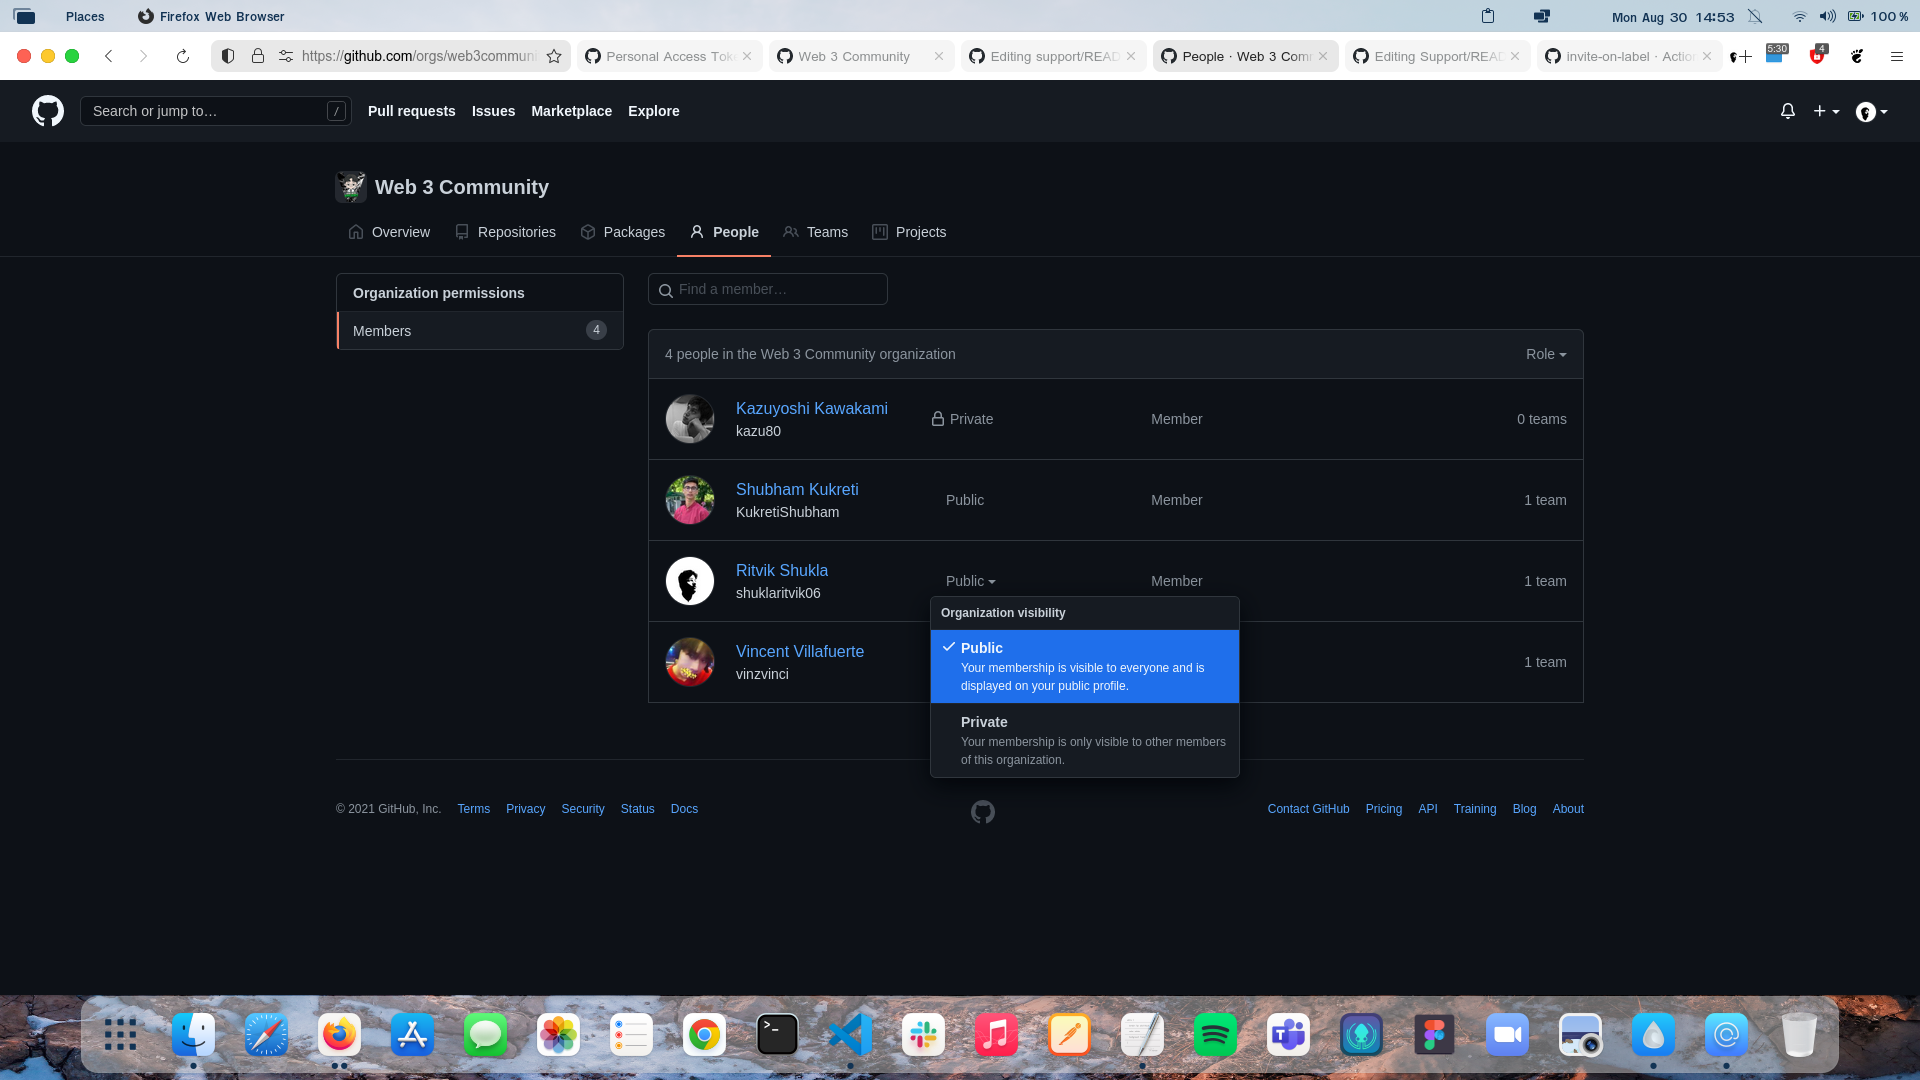 Places
Firefox Web Browser
Mon Aug 30 14:53
100 %
https://github.com/orgs/web3communi
Personal Access Toke
Web 3 Community
Editing support/READ
People · Web 3 Comm
Editing Support/READ
invite-on-label · Action
5:30
4
Search or jump to…
/
Pull requests
Issues
Marketplace
Explore
Web 3 Community
Overview
Repositories
Packages
People
Teams
Projects
Organization permissions
Members
4
Find a member…
4 people in the Web 3 Community organization
Role
Kazuyoshi Kawakami
kazu80
Private
Member
0 teams
Shubham Kukreti
KukretiShubham
Public
Member
1 team
Ritvik Shukla
shuklaritvik06
Public
Member
1 team
Organization visibility
Public
Your membership is visible to everyone and is
displayed on your public profile.
Private
Your membership is only visible to other members
of this organization.
Vincent Villafuerte
vinzvinci
1 team
© 2021 GitHub, Inc.
Terms
Privacy
Security
Status
Docs
Contact GitHub
Pricing
API
Training
Blog
About